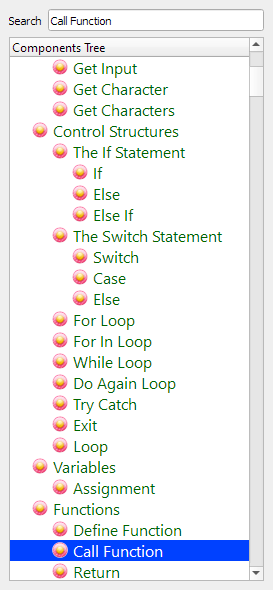 Search Call Function
Components Tree
Get Input
Get Character
Get Characters
Control Structures
The If Statement
If
Else
Else If
The Switch Statement
Switch
Case
Else
For Loop
For In Loop
While Loop
Do Again Loop
Try Catch
Exit
Loop
Variables
Assignment
Functions
Define Function
Call Function
Return